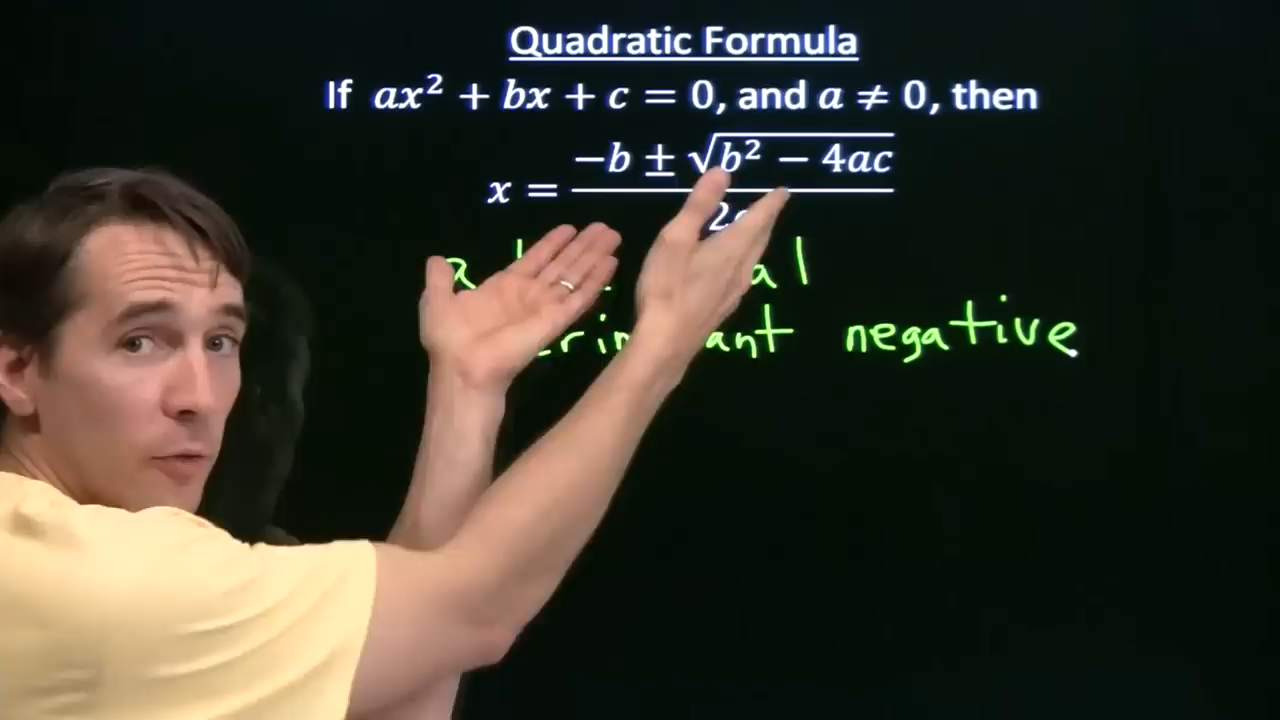 Quadratic Formula
If ax² + bx + c = 0, and a ≠ 0, then
x = −b ± √b² − 4ac
negative